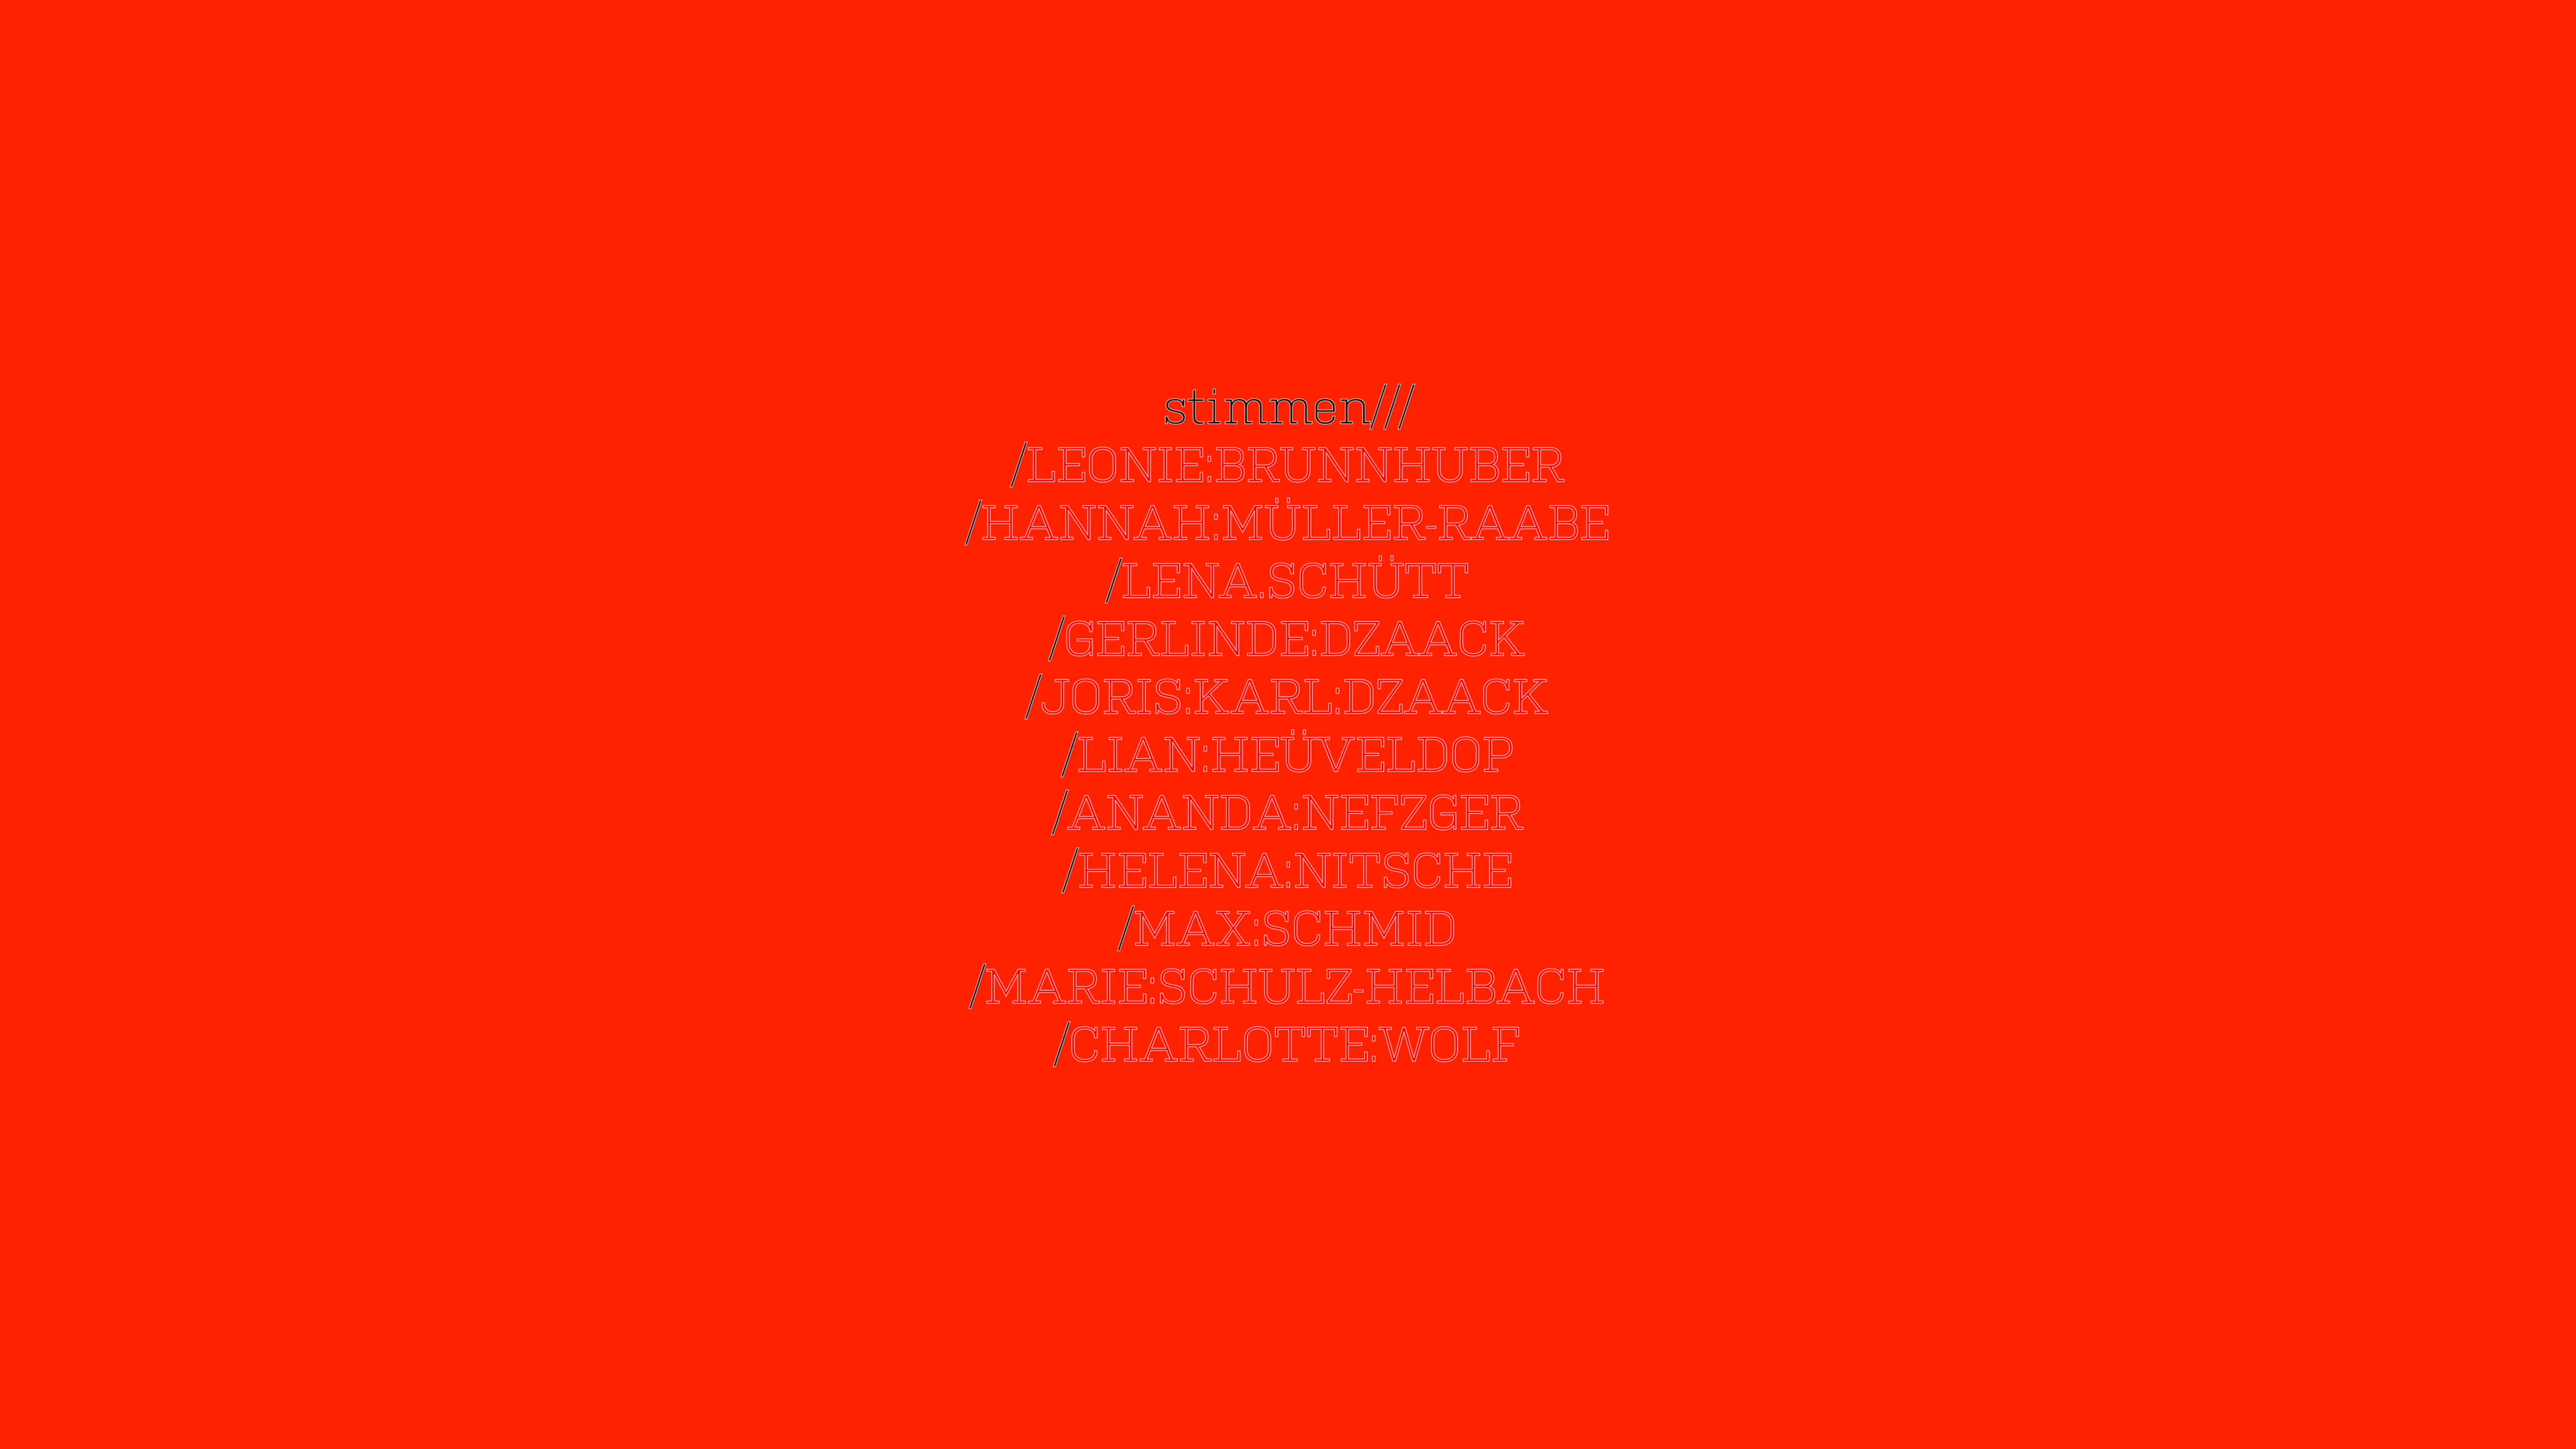 stimmen///
/LEONIE:BRUNNHUBER
/HANNAH:MÜLLER-RAABE
/LENA.SCHÜTT
/GERLINDE:DZAACK
/JORIS:KARL:DZAACK
/LIAN:HEÜVELDOP
/ANANDA:NEFZGER
/HELENA:NITSCHE
/MAX:SCHMID
/MARIE:SCHULZ-HELBACH
/CHARLOTTE:WOLF